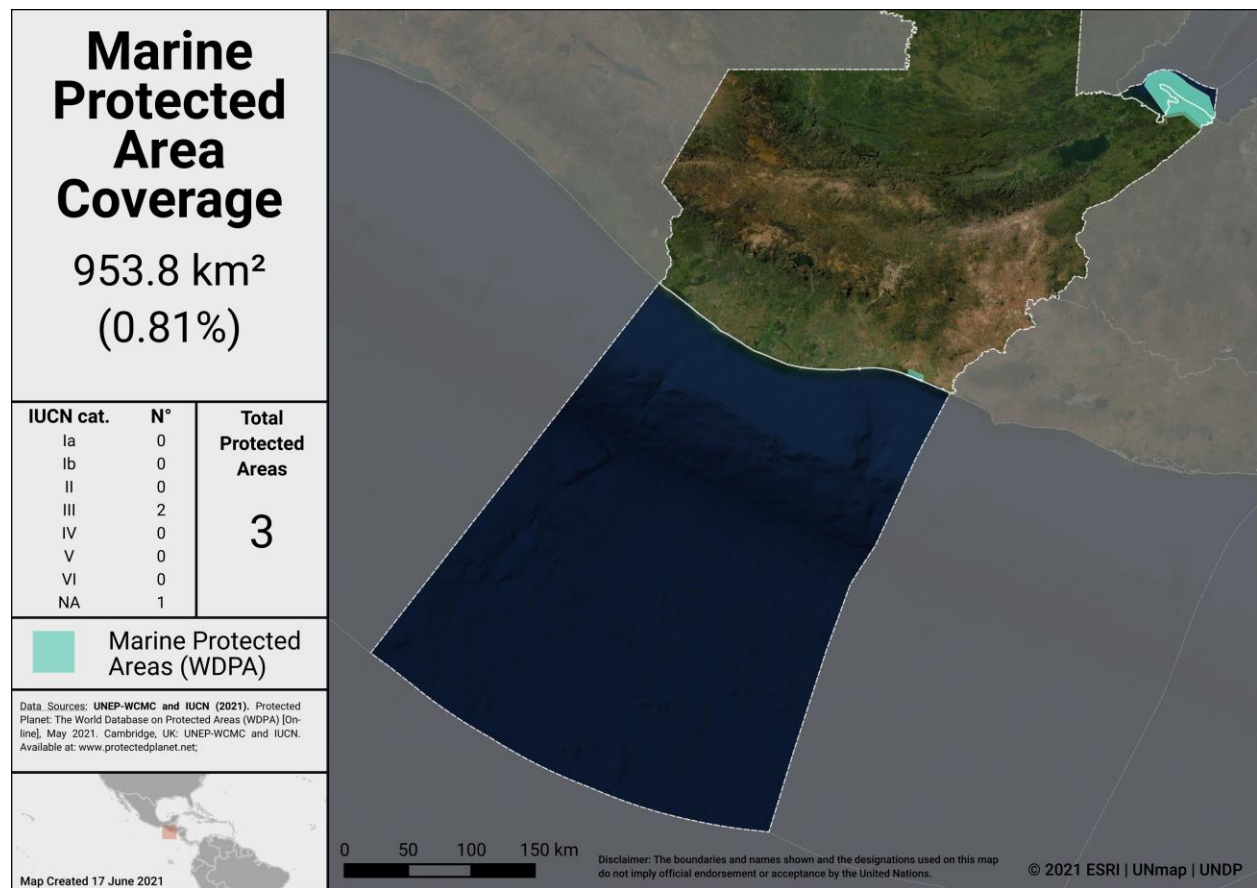 Marine
Protected
Area
Coverage
953.8 km²
(0.81%)
IUCN cat. N°
Ia 0
Ib 0
II 0
III 2
IV 0
V 0
VI 0
NA 1
Total
Protected
Areas
3
Marine Protected
Areas (WDPA)
Data Sources: UNEP-WCMC and IUCN (2021). Protected
Planet: The World Database on Protected Areas (WDPA) [On-
line], May 2021. Cambridge, UK: UNEP-WCMC and IUCN.
Available at: www.protectedplanet.net;
Map Created 17 June 2021
0 50 100 150 km
Disclaimer: The boundaries and names shown and the designations used on this map
do not imply official endorsement or acceptance by the United Nations.
© 2021 ESRI | UNmap | UNDP